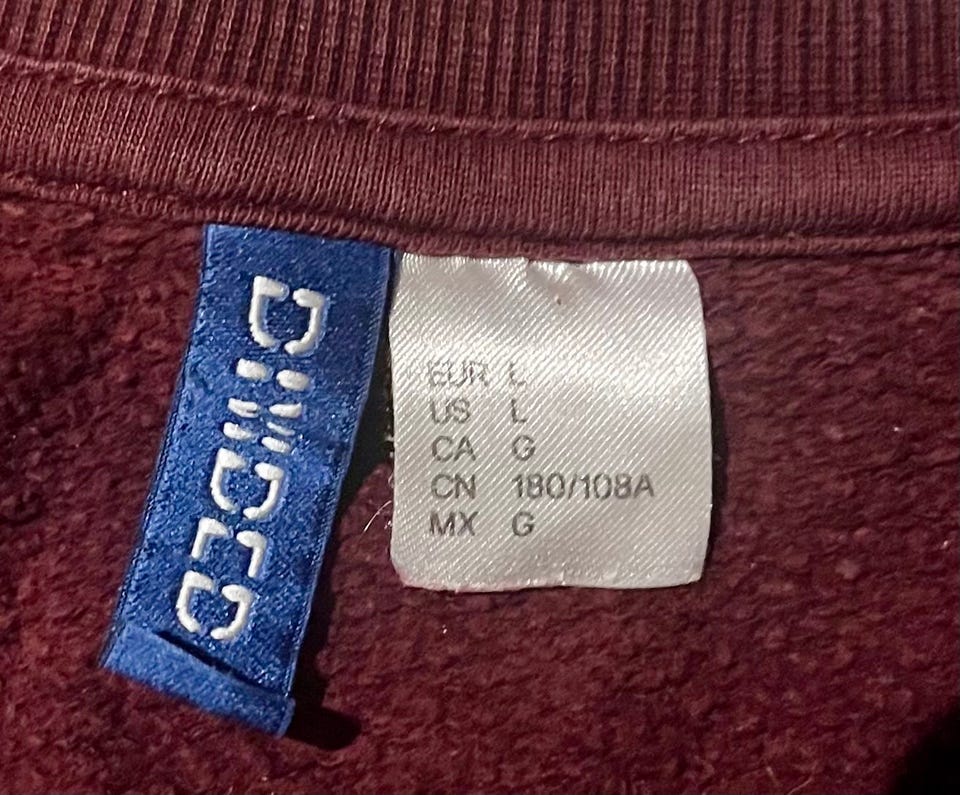 DIVIDED
EUR L
US L
CA G
CN 180/108A
MX G